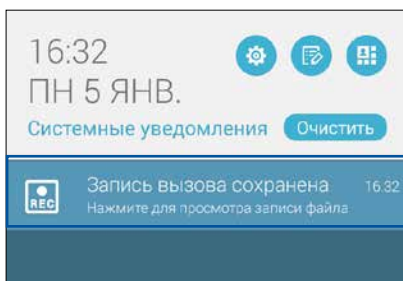 16:32
ПН 5 ЯНВ.
Системные уведомления Очистить
Запись вызова сохранена 16:32
REC Нажмите для просмотра записи файла